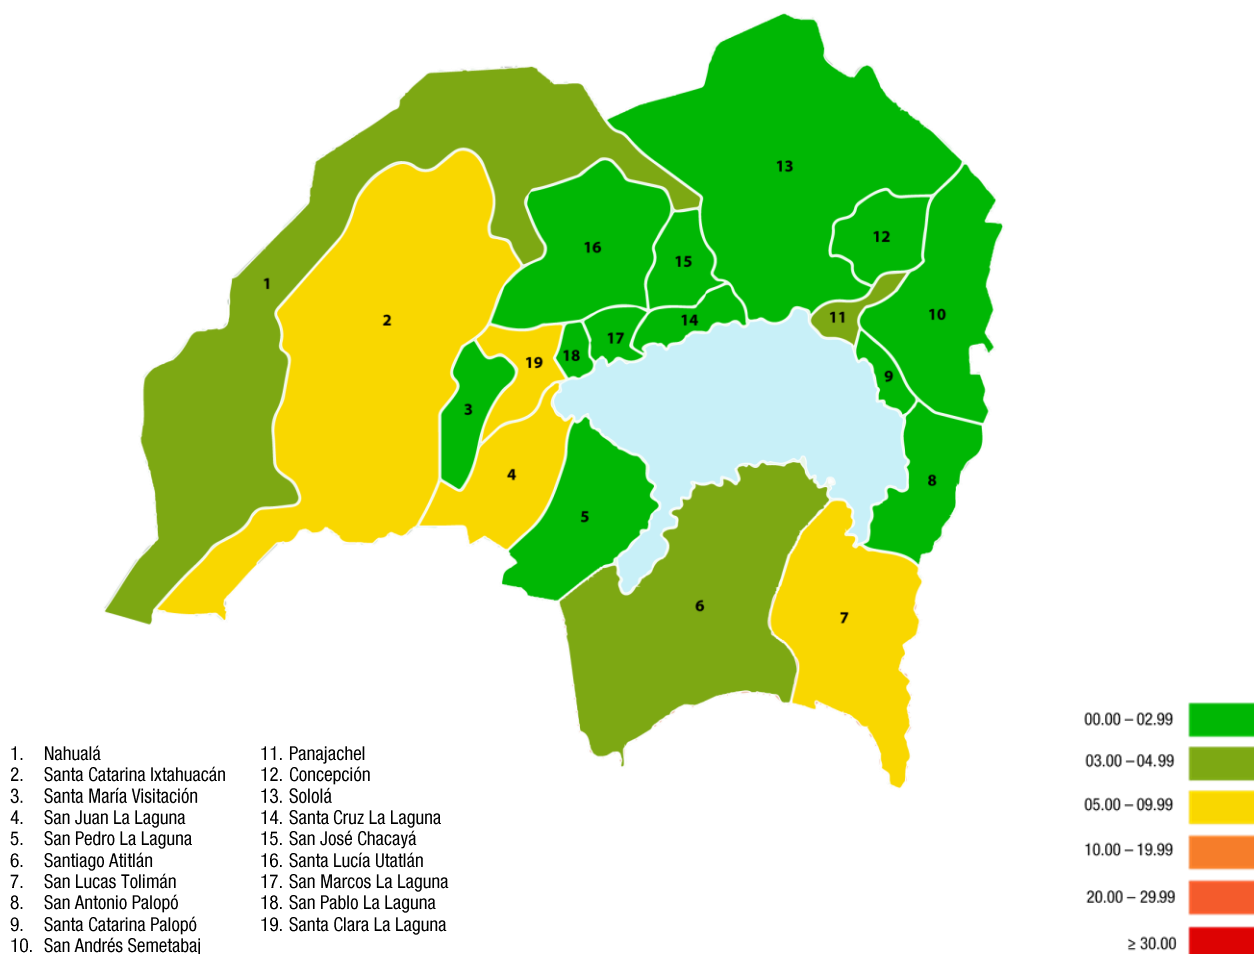 13
12
16
15
1
10
14
11
2
17
18
19
9
3
4
8
5
6
7
00.00 – 02.99
03.00 – 04.99
05.00 – 09.99
10.00 – 19.99
20.00 – 29.99
≥ 30.00
1. Nahualá
2. Santa Catarina Ixtahuacán
3. Santa María Visitación
4. San Juan La Laguna
5. San Pedro La Laguna
6. Santiago Atitlán
7. San Lucas Tolimán
8. San Antonio Palopó
9. Santa Catarina Palopó
10. San Andrés Semetabaj
11. Panajachel
12. Concepción
13. Sololá
14. Santa Cruz La Laguna
15. San José Chacayá
16. Santa Lucía Utatlán
17. San Marcos La Laguna
18. San Pablo La Laguna
19. Santa Clara La Laguna